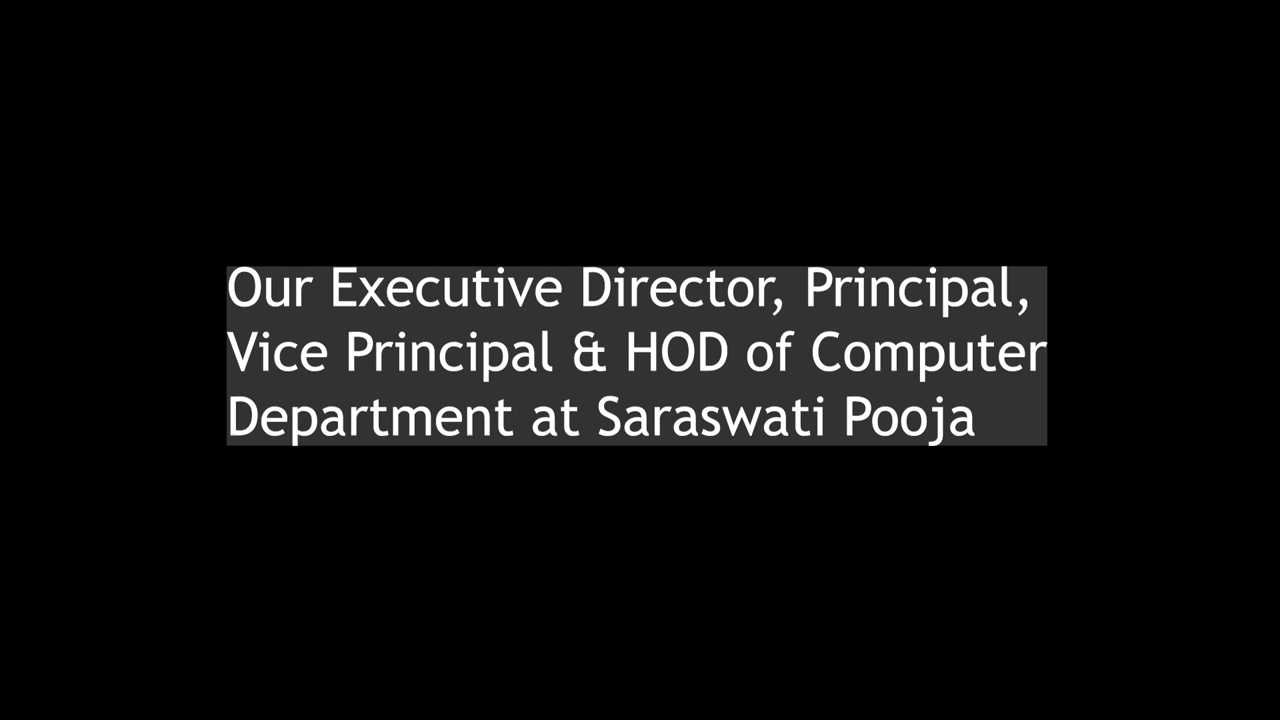 Our Executive Director, Principal,
Vice Principal & HOD of Computer
Department at Saraswati Pooja